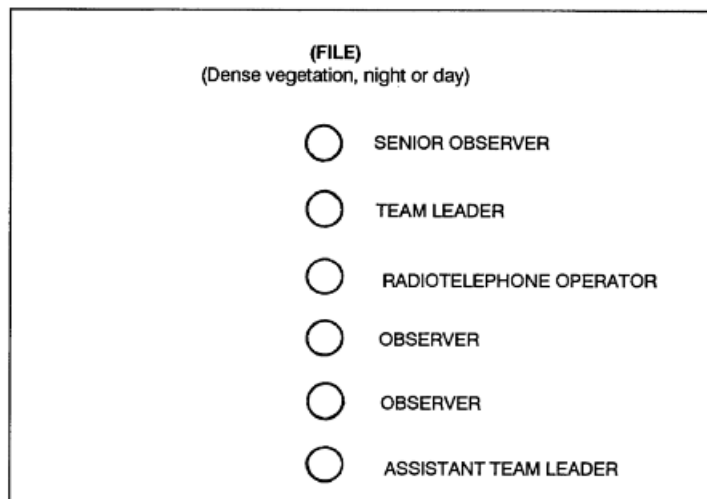 (FILE)
(Dense vegetation, night or day)
SENIOR OBSERVER
TEAM LEADER
RADIOTELEPHONE OPERATOR
OBSERVER
OBSERVER
ASSISTANT TEAM LEADER